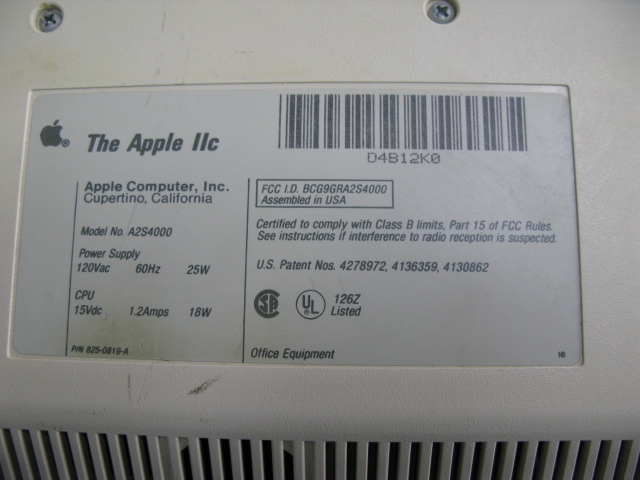 The Apple IIc
D4B12K0
Apple Computer, Inc.
Cupertino, California
Model No. A2S4000
Power Supply
120Vac 60Hz 25W
CPU
15Vdc 1.2Amps 18W
P/N 825-0819-A
FCC I.D. BCG9GRA2S4000
Assembled in USA
Certified to comply with Class B limits, Part 15 of FCC Rules.
See instructions if interference to radio reception is suspected.
U.S. Patent Nos. 4278972, 4136359, 4130862
SA UL 126Z
Listed
Office Equipment